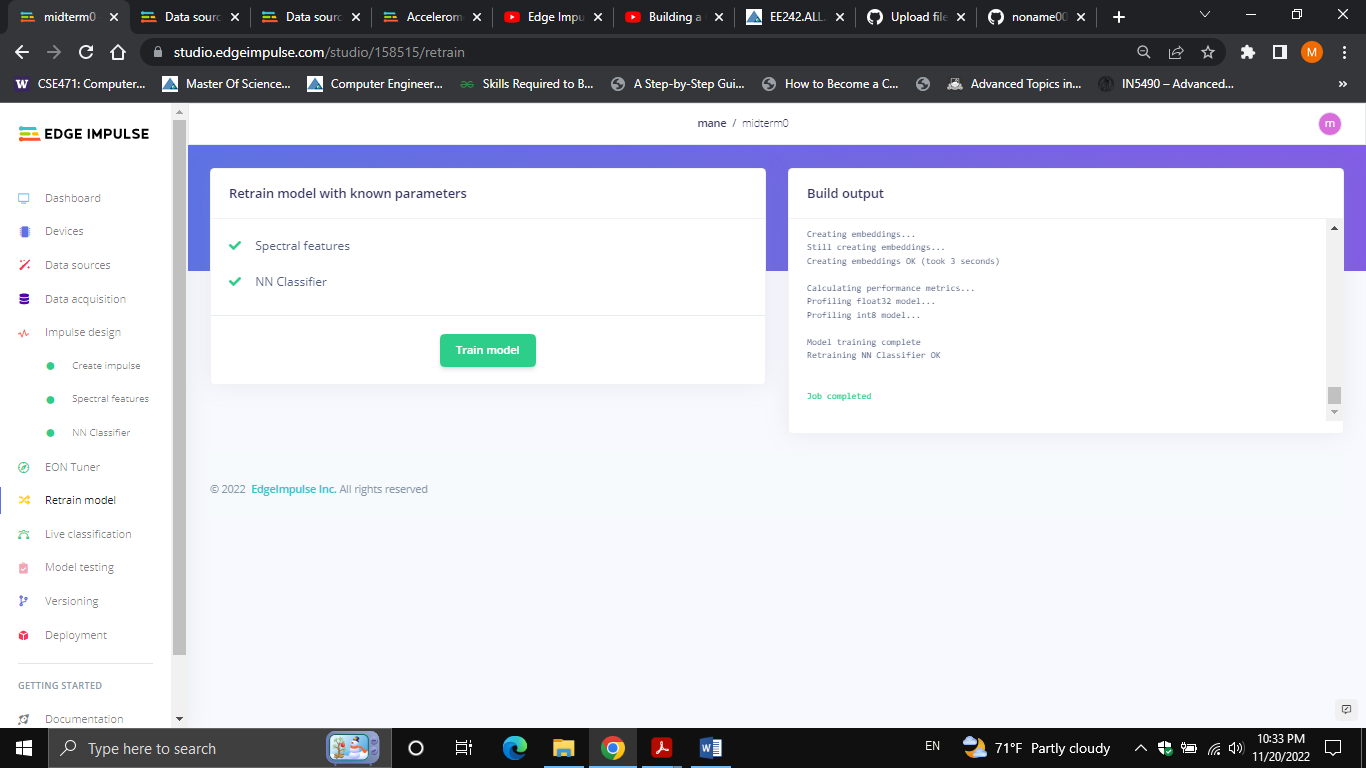 midterm0
Data sourc
Data sourc
Accelerom
Edge Impu
Building a
EE242.ALL.
Upload file
noname00
studio.edgeimpulse.com/studio/158515/retrain
M
W CSE471: Computer...
Master Of Science...
Computer Engineer...
Skills Required to B...
A Step-by-Step Gui...
How to Become a C...
Advanced Topics in...
IN5490 – Advanced...
»
EDGE IMPULSE
mane / midterm0
m
Dashboard
Devices
Data sources
Data acquisition
Impulse design
Create impulse
Spectral features
NN Classifier
EON Tuner
Retrain model
Live classification
Model testing
Versioning
Deployment
GETTING STARTED
Documentation
Retrain model with known parameters
Spectral features
NN Classifier
Train model
Build output
Creating embeddings...
Still creating embeddings...
Creating embeddings OK (took 3 seconds)
Calculating performance metrics...
Profiling float32 model...
Profiling int8 model...
Model training complete
Retraining NN Classifier OK
Job completed
© 2022 EdgeImpulse Inc. All rights reserved
Type here to search
EN
71°F Partly cloudy
10:33 PM
11/20/2022